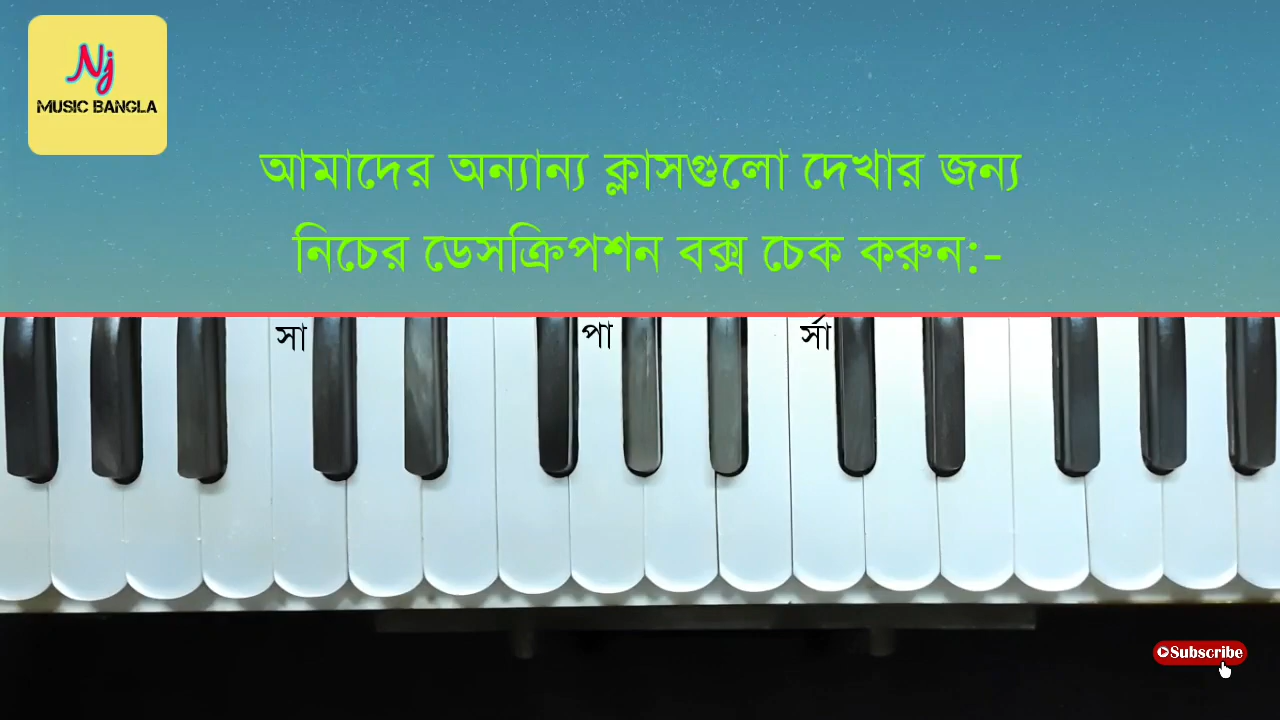 Nj
MUSIC BANGLA
আমাদের অন্যান্য ক্লাসগুলো দেখার জন্য
নিচের ডেসক্রিপশন বক্স চেক করুন:-
সা পা র্সা
Subscribe